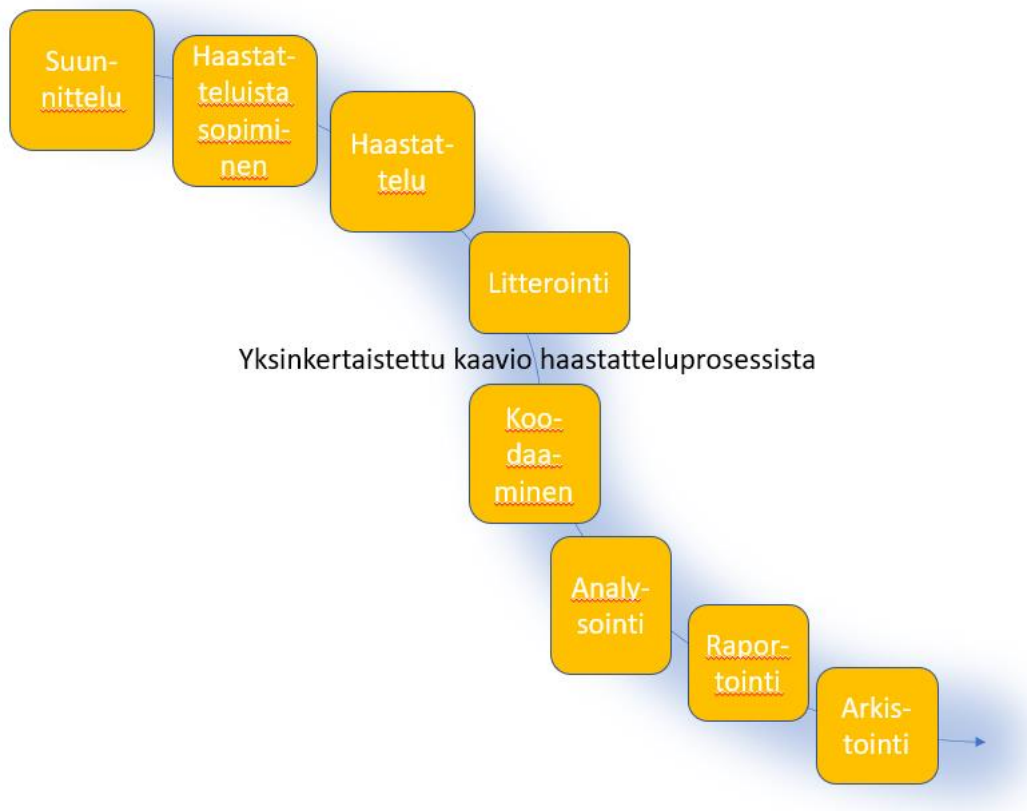 Suun-
nittelu
Haastat-
teluista
sopimi-
nen
Haastat-
telu
Litterointi
Yksinkertaistettu kaavio haastatteluprosessista
Koo-
daa-
minen
Analy-
sointi
Rapor-
tointi
Arkis-
tointi